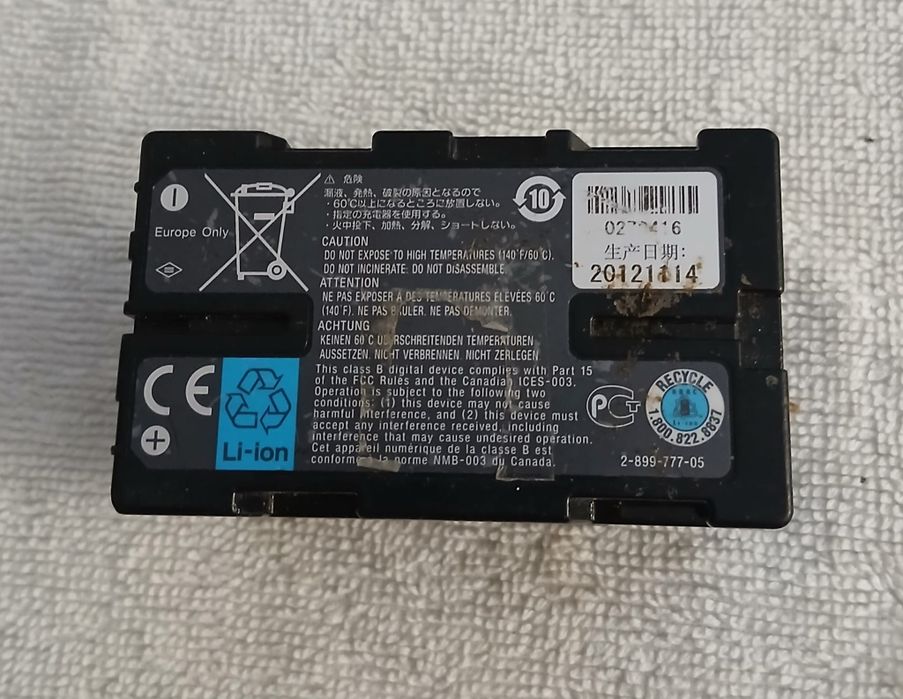 Europe Only
⚠ 危険
漏液、発熱、破裂の原因となるので
・60℃以上になるところに放置しない。
・指定の充電器を使用する。
・火中投下、加熱、分解、ショートしない。
CAUTION
DO NOT EXPOSE TO HIGH TEMPERATURES (140°F/60°C).
DO NOT INCINERATE. DO NOT DISASSEMBLE.
ATTENTION
NE PAS EXPOSER A DES TEMPERATURES ELEVEES 60°C
(140°F). NE PAS BRULER. NE PAS DEMONTER.
ACHTUNG
KEINEN 60°C UBERSCHREITENDEN TEMPERATUREN
AUSSETZEN. NICHT VERBRENNEN. NICHT ZERLEGEN.
This class B digital device complies with Part 15
of the FCC Rules and the Canadian ICES-003.
Operation is subject to the following two
conditions: (1) this device may not cause
harmful interference, and (2) this device must
accept any interference received, including
interference that may cause undesired operation.
Cet appareil numérique de la classe B est
conforme à la norme NMB-003 du Canada.
10
生产日期:
20121114
CE
Li-ion
PCT
RECYCLE
RBRC
Li-ion
1.800.822.8837
2-899-777-05